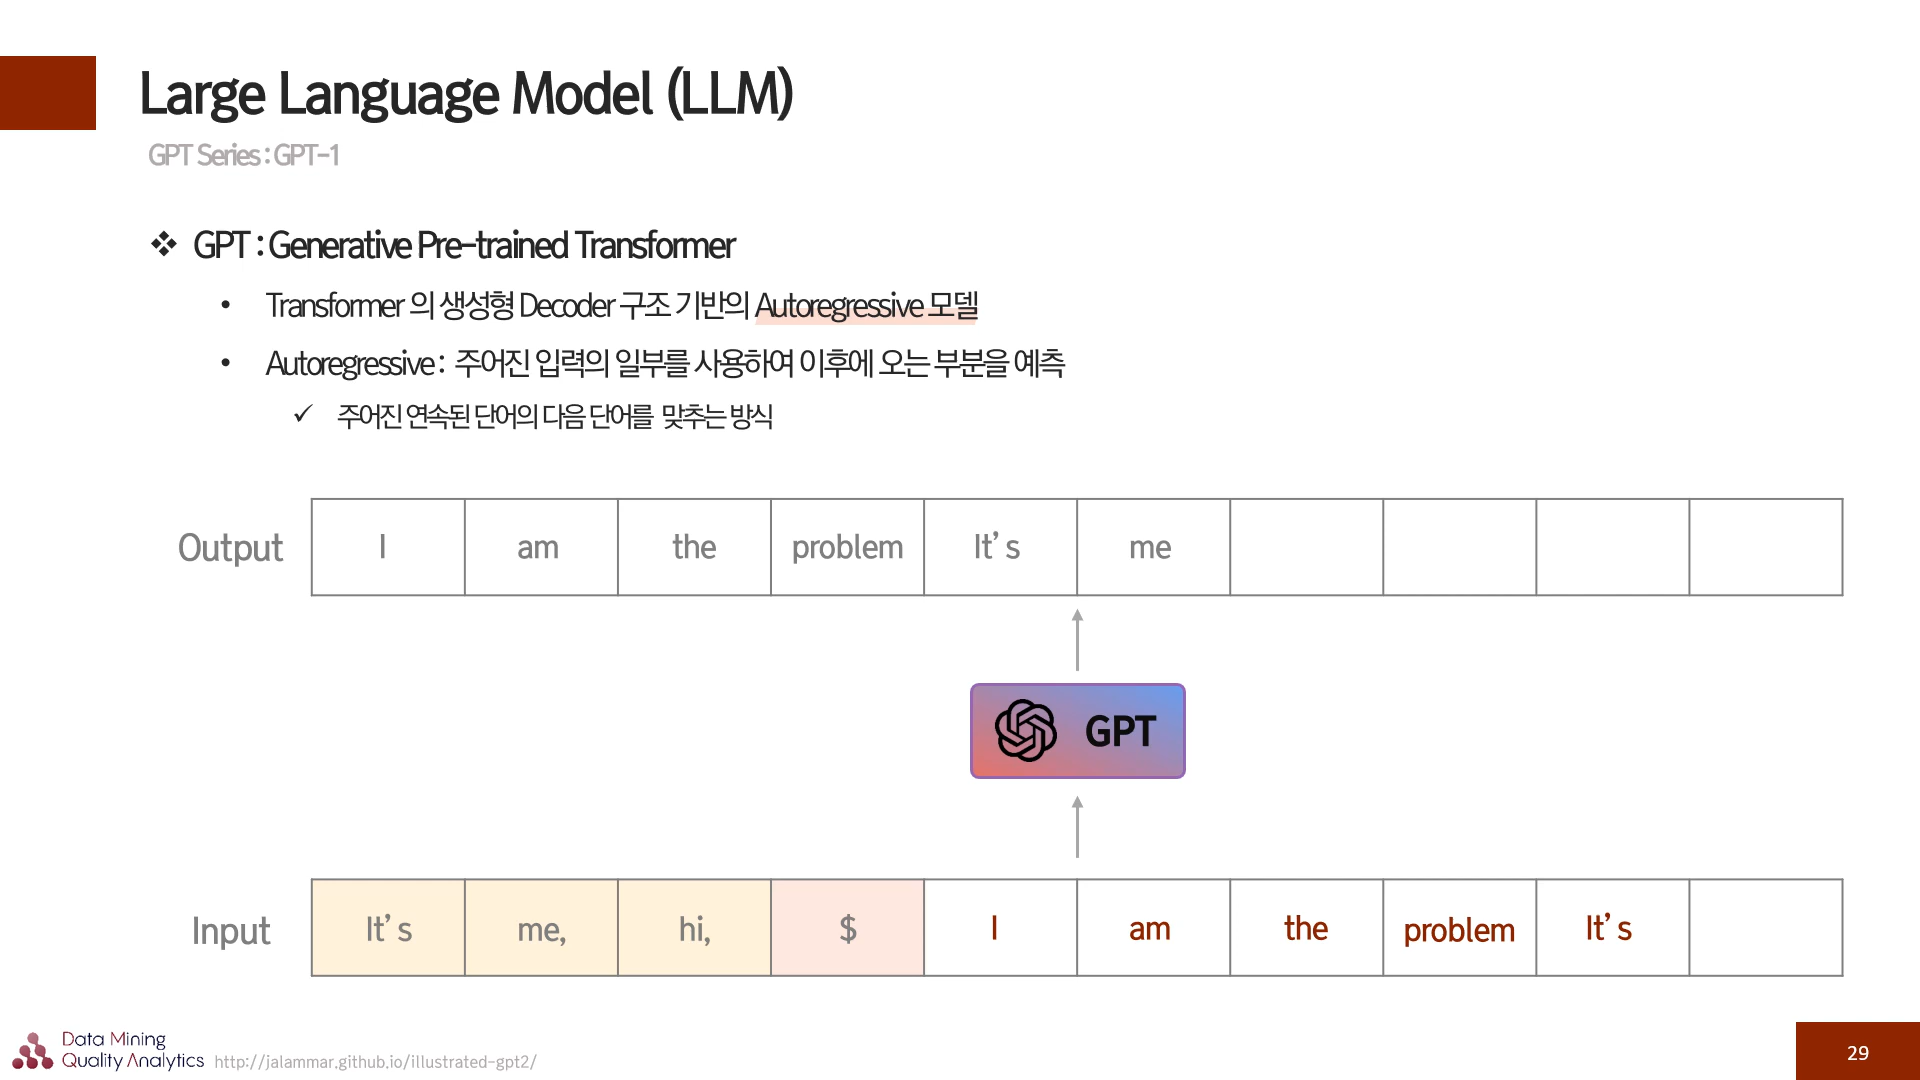 Large Language Model (LLM)
GPT Series : GPT-1
❖ GPT : Generative Pre-trained Transformer
• Transformer 의 생성형 Decoder 구조 기반의 Autoregressive 모델
• Autoregressive : 주어진 입력의 일부를 사용하여 이후에 오는 부분을 예측
✓ 주어진 연속된 단어의 다음 단어를 맞추는 방식
Output I am the problem It's me
GPT
Input It's me, hi, $ I am the problem It's
Data Mining
Quality Analytics http://jalammar.github.io/illustrated-gpt2/
29